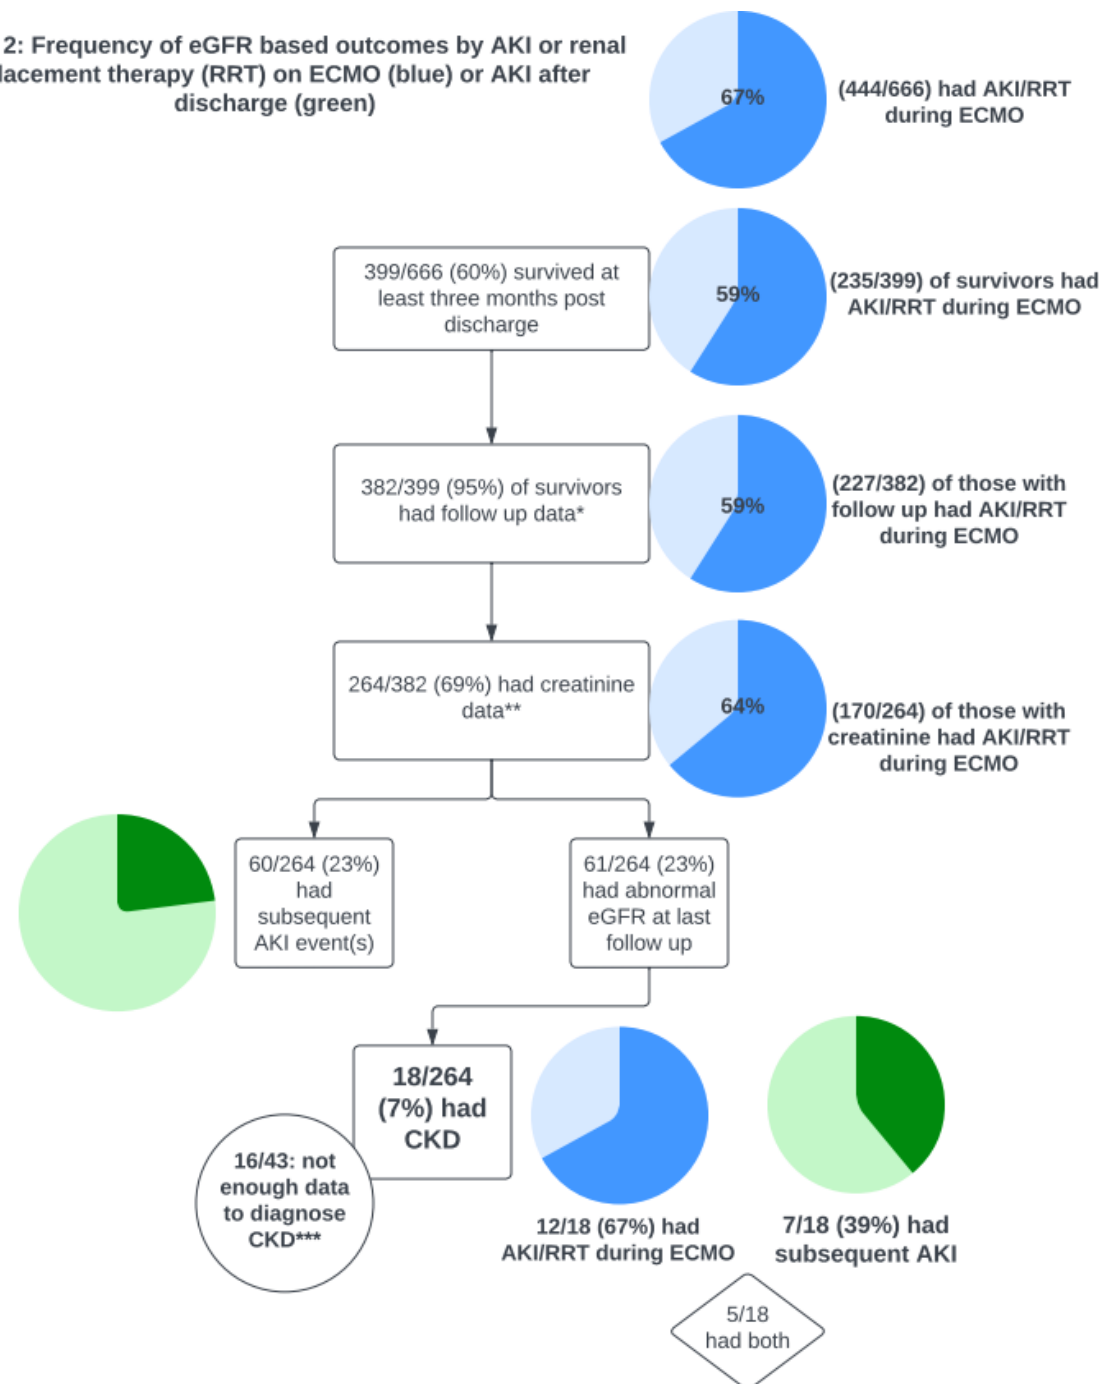 2: Frequency of eGFR based outcomes by AKI or renal
lacement therapy (RRT) on ECMO (blue) or AKI after
discharge (green)
67%
(444/666) had AKI/RRT
during ECMO
399/666 (60%) survived at
least three months post
discharge
59%
(235/399) of survivors had
AKI/RRT during ECMO
382/399 (95%) of survivors
had follow up data*
59%
(227/382) of those with
follow up had AKI/RRT
during ECMO
264/382 (69%) had creatinine
data**
64%
(170/264) of those with
creatinine had AKI/RRT
during ECMO
60/264 (23%)
had
subsequent
AKI event(s)
61/264 (23%)
had abnormal
eGFR at last
follow up
18/264
(7%) had
CKD
16/43: not
enough data
to diagnose
CKD***
12/18 (67%) had
AKI/RRT during ECMO
7/18 (39%) had
subsequent AKI
5/18
had both